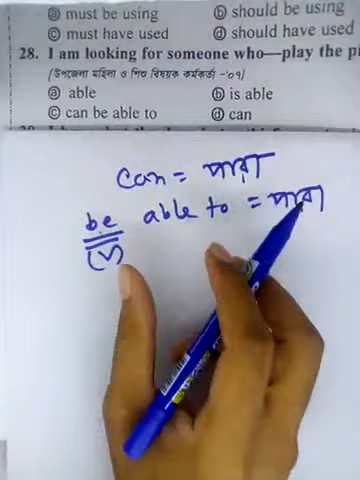 ⓐ must be using ⓑ should be using
ⓒ must have used ⓓ should have used
28. I am looking for someone who—play the pi
[উপজেলা মহিলা ও শিশু বিষয়ক কর্মকর্তা -'০৭]
ⓐ able ⓑ is able
ⓒ can be able to ⓓ can
can = পারা
be able to = পারা
(v)